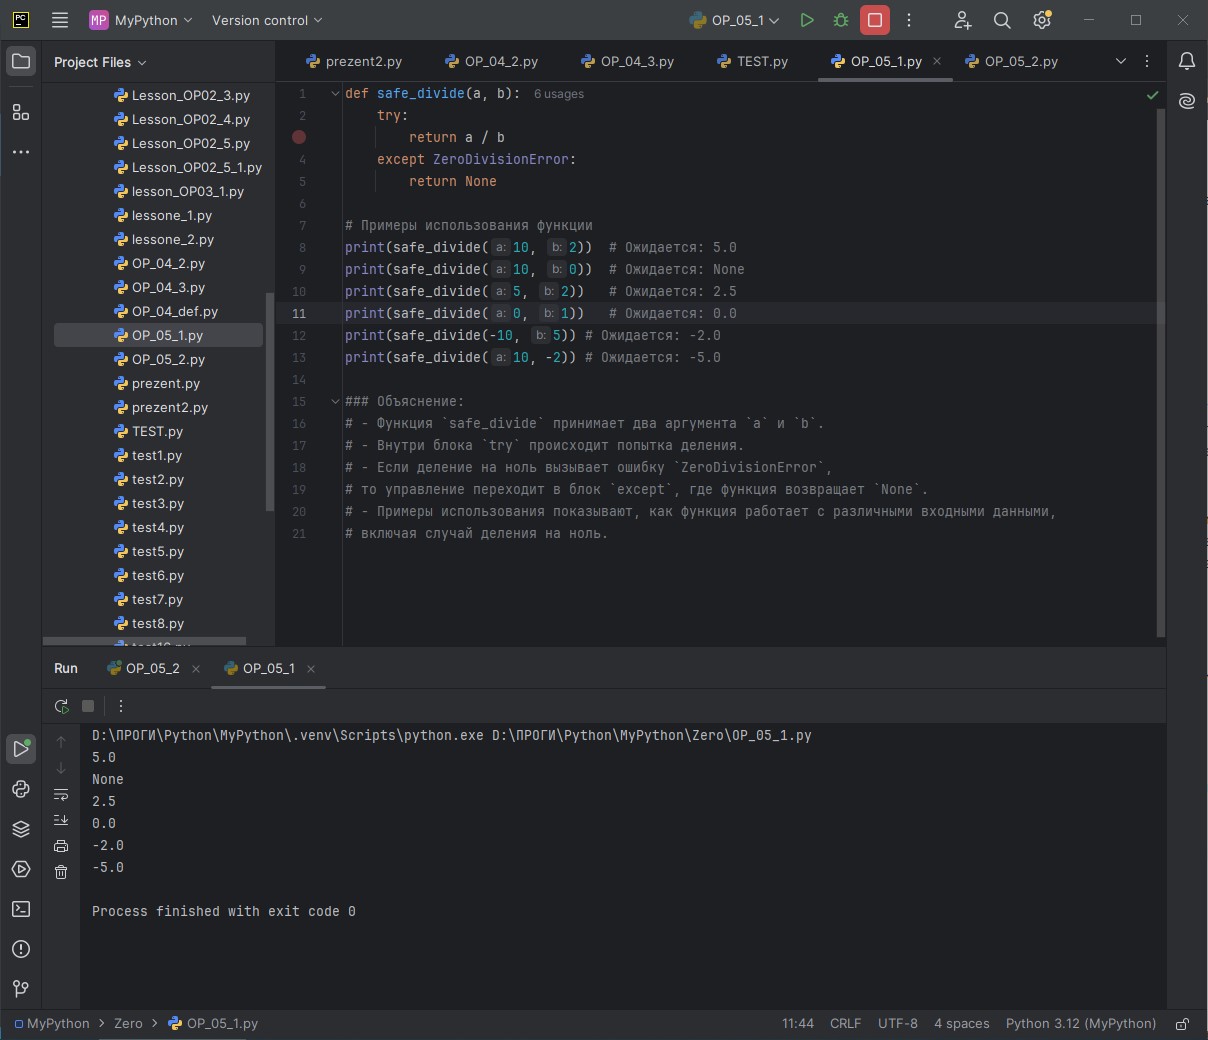 PC MP MyPython Version control OP_05_1
Project Files
prezent2.py OP_04_2.py OP_04_3.py TEST.py OP_05_1.py OP_05_2.py
Lesson_OP02_3.py
Lesson_OP02_4.py
Lesson_OP02_5.py
Lesson_OP02_5_1.py
lesson_OP03_1.py
lessone_1.py
lessone_2.py
OP_04_2.py
OP_04_3.py
OP_04_def.py
OP_05_1.py
OP_05_2.py
prezent.py
prezent2.py
TEST.py
test1.py
test2.py
test3.py
test4.py
test5.py
test6.py
test7.py
test8.py
1 def safe_divide(a, b): 6 usages
2 try:
return a / b
4 except ZeroDivisionError:
5 return None
6
7 # Примеры использования функции
8 print(safe_divide( a: 10, b: 2)) # Ожидается: 5.0
9 print(safe_divide( a: 10, b: 0)) # Ожидается: None
10 print(safe_divide( a: 5, b: 2)) # Ожидается: 2.5
11 print(safe_divide( a: 0, b: 1)) # Ожидается: 0.0
12 print(safe_divide(-10, b: 5)) # Ожидается: -2.0
13 print(safe_divide( a: 10, -2)) # Ожидается: -5.0
14
15 ### Объяснение:
16 # - Функция `safe_divide` принимает два аргумента `a` и `b`.
17 # - Внутри блока `try` происходит попытка деления.
18 # - Если деление на ноль вызывает ошибку `ZeroDivisionError`,
19 # то управление переходит в блок `except`, где функция возвращает `None`.
20 # - Примеры использования показывают, как функция работает с различными входными данными,
21 # включая случай деления на ноль.
Run OP_05_2 OP_05_1
D:\ПРОГИ\Python\MyPython\.venv\Scripts\python.exe D:\ПРОГИ\Python\MyPython\Zero\OP_05_1.py
5.0
None
2.5
0.0
-2.0
-5.0
Process finished with exit code 0
MyPython > Zero > OP_05_1.py 11:44 CRLF UTF-8 4 spaces Python 3.12 (MyPython)